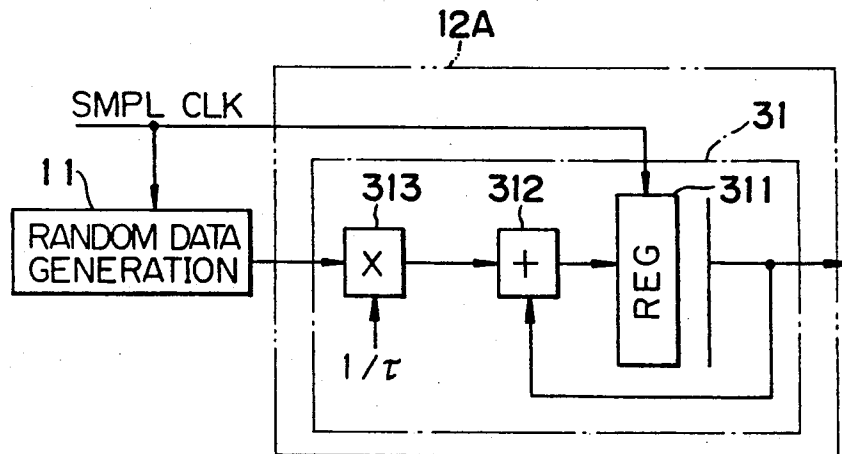 12A
SMPL CLK
31
11
313
312
311
RANDOM DATA
GENERATION
×
+
REG
1/τ